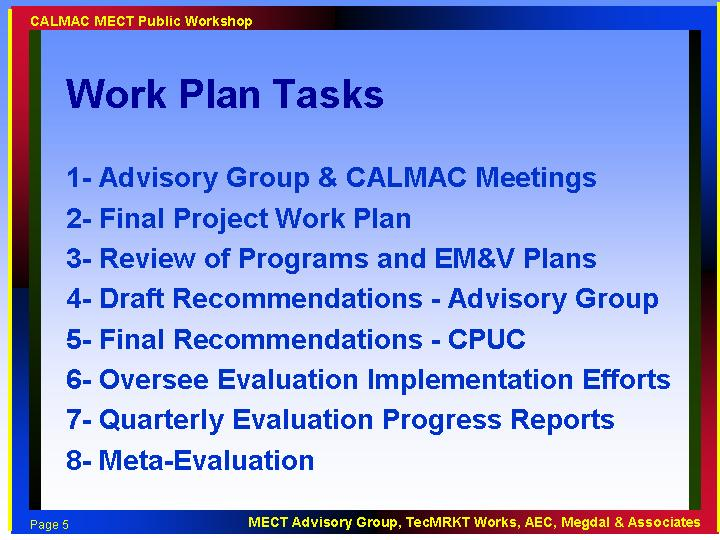 CALMAC MECT Public Workshop
Work Plan Tasks
1- Advisory Group & CALMAC Meetings
2- Final Project Work Plan
3- Review of Programs and EM&V Plans
4- Draft Recommendations - Advisory Group
5- Final Recommendations - CPUC
6- Oversee Evaluation Implementation Efforts
7- Quarterly Evaluation Progress Reports
8- Meta-Evaluation
Page 5
MECT Advisory Group, TecMRKT Works, AEC, Megdal & Associates